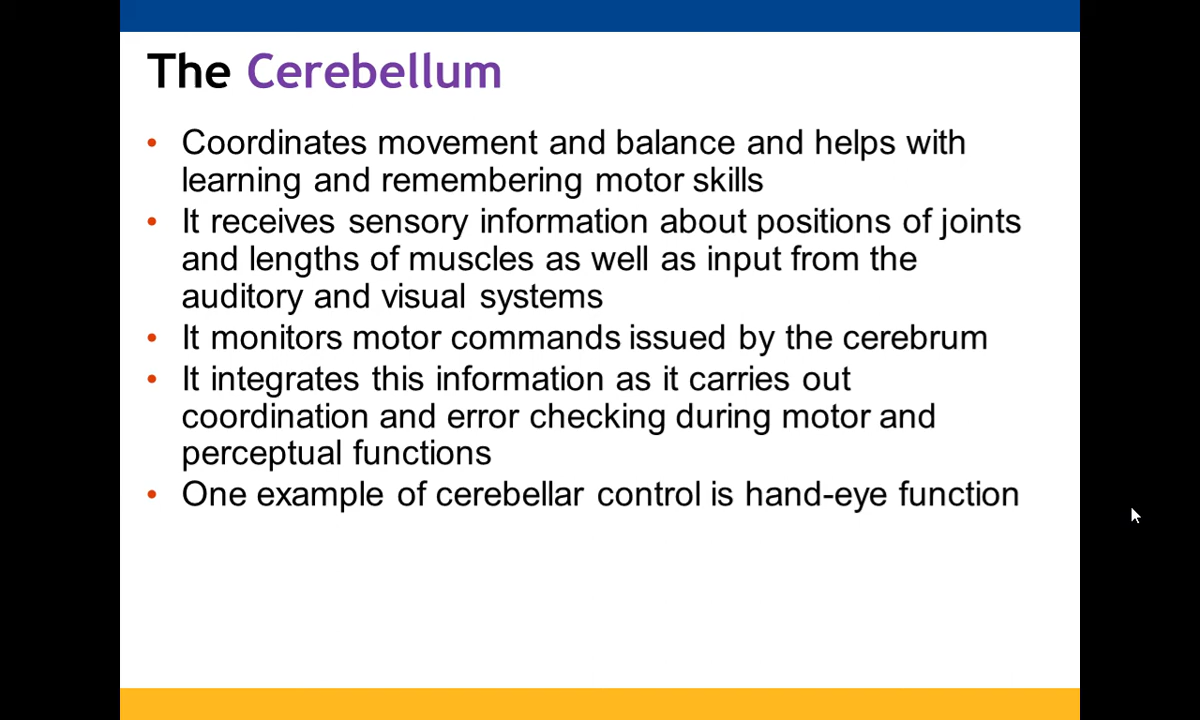 The Cerebellum
• Coordinates movement and balance and helps with
learning and remembering motor skills
• It receives sensory information about positions of joints
and lengths of muscles as well as input from the
auditory and visual systems
• It monitors motor commands issued by the cerebrum
• It integrates this information as it carries out
coordination and error checking during motor and
perceptual functions
• One example of cerebellar control is hand-eye function